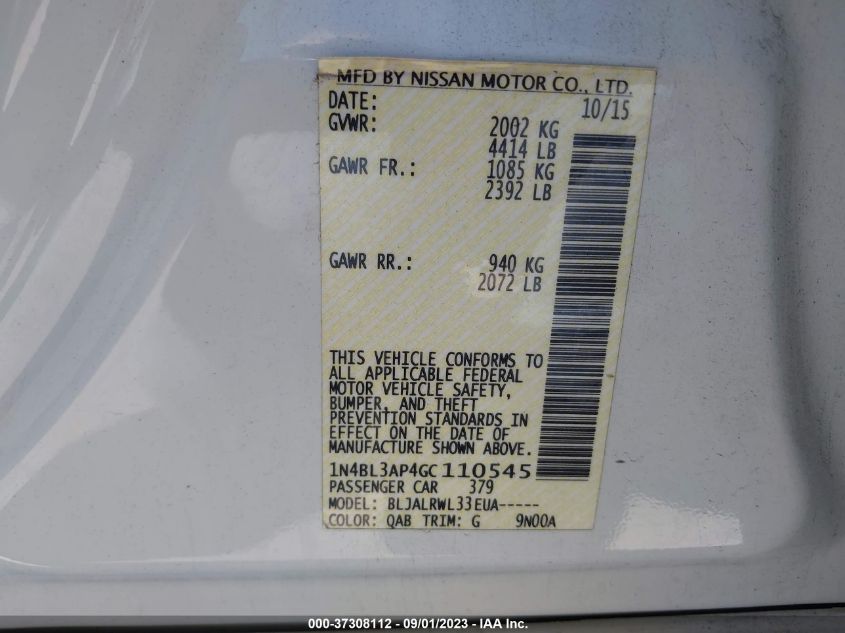 MFD BY NISSAN MOTOR CO., LTD.
DATE: 10/15
GVWR: 2002 KG
4414 LB
GAWR FR.: 1085 KG
2392 LB
GAWR RR.: 940 KG
2072 LB
THIS VEHICLE CONFORMS TO
ALL APPLICABLE FEDERAL
MOTOR VEHICLE SAFETY,
BUMPER, AND THEFT
PREVENTION STANDARDS IN
EFFECT ON THE DATE OF
MANUFACTURE SHOWN ABOVE.
1N4BL3AP4GC110545
PASSENGER CAR 379
MODEL: BLJALRWL33EUA-----
COLOR: QAB TRIM: G 9N00A
000-37308112 - 09/01/2023 - IAA Inc.